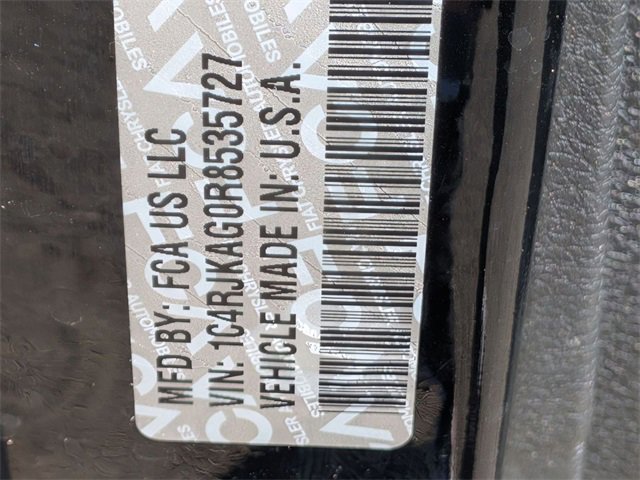 MFD BY: FCA US LLC
VIN: 1C4RJKAG0R8535727
VEHICLE MADE IN: U.S.A.